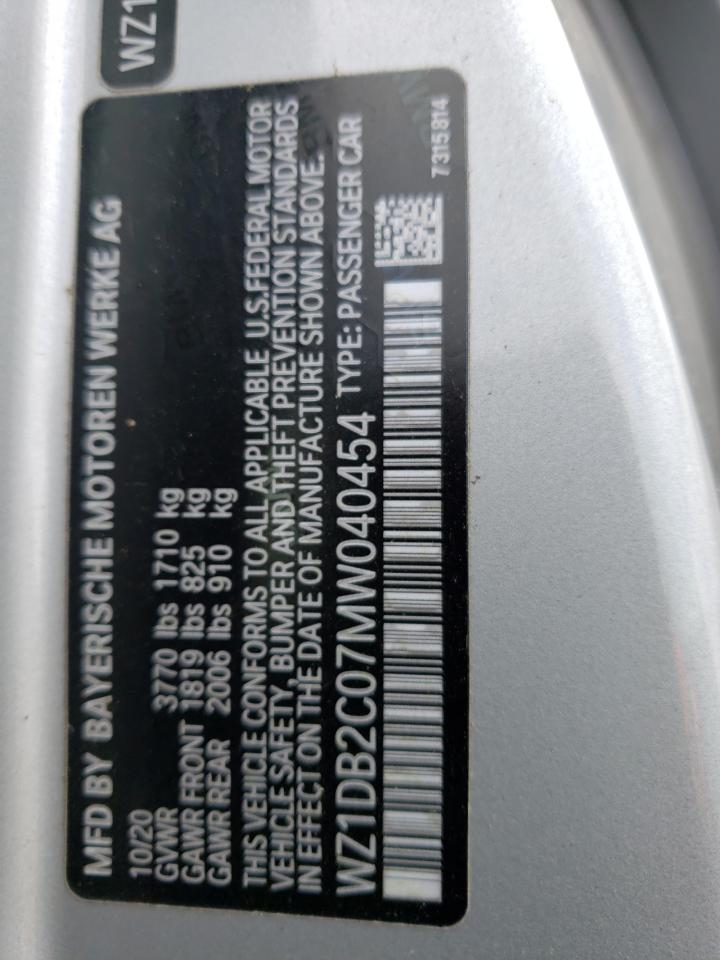 MFD BY BAYERISCHE MOTOREN WERKE AG
10/20
GVWR 3770 lbs 1710 kg
GAWR FRONT 1819 lbs 825 kg
GAWR REAR 2006 lbs 910 kg
THIS VEHICLE CONFORMS TO ALL APPLICABLE U.S. FEDERAL MOTOR
VEHICLE SAFETY, BUMPER AND THEFT PREVENTION STANDARDS
IN EFFECT ON THE DATE OF MANUFACTURE SHOWN ABOVE.
WZ1DB2C07MW040454 TYPE: PASSENGER CAR
7 315 814
WZ1